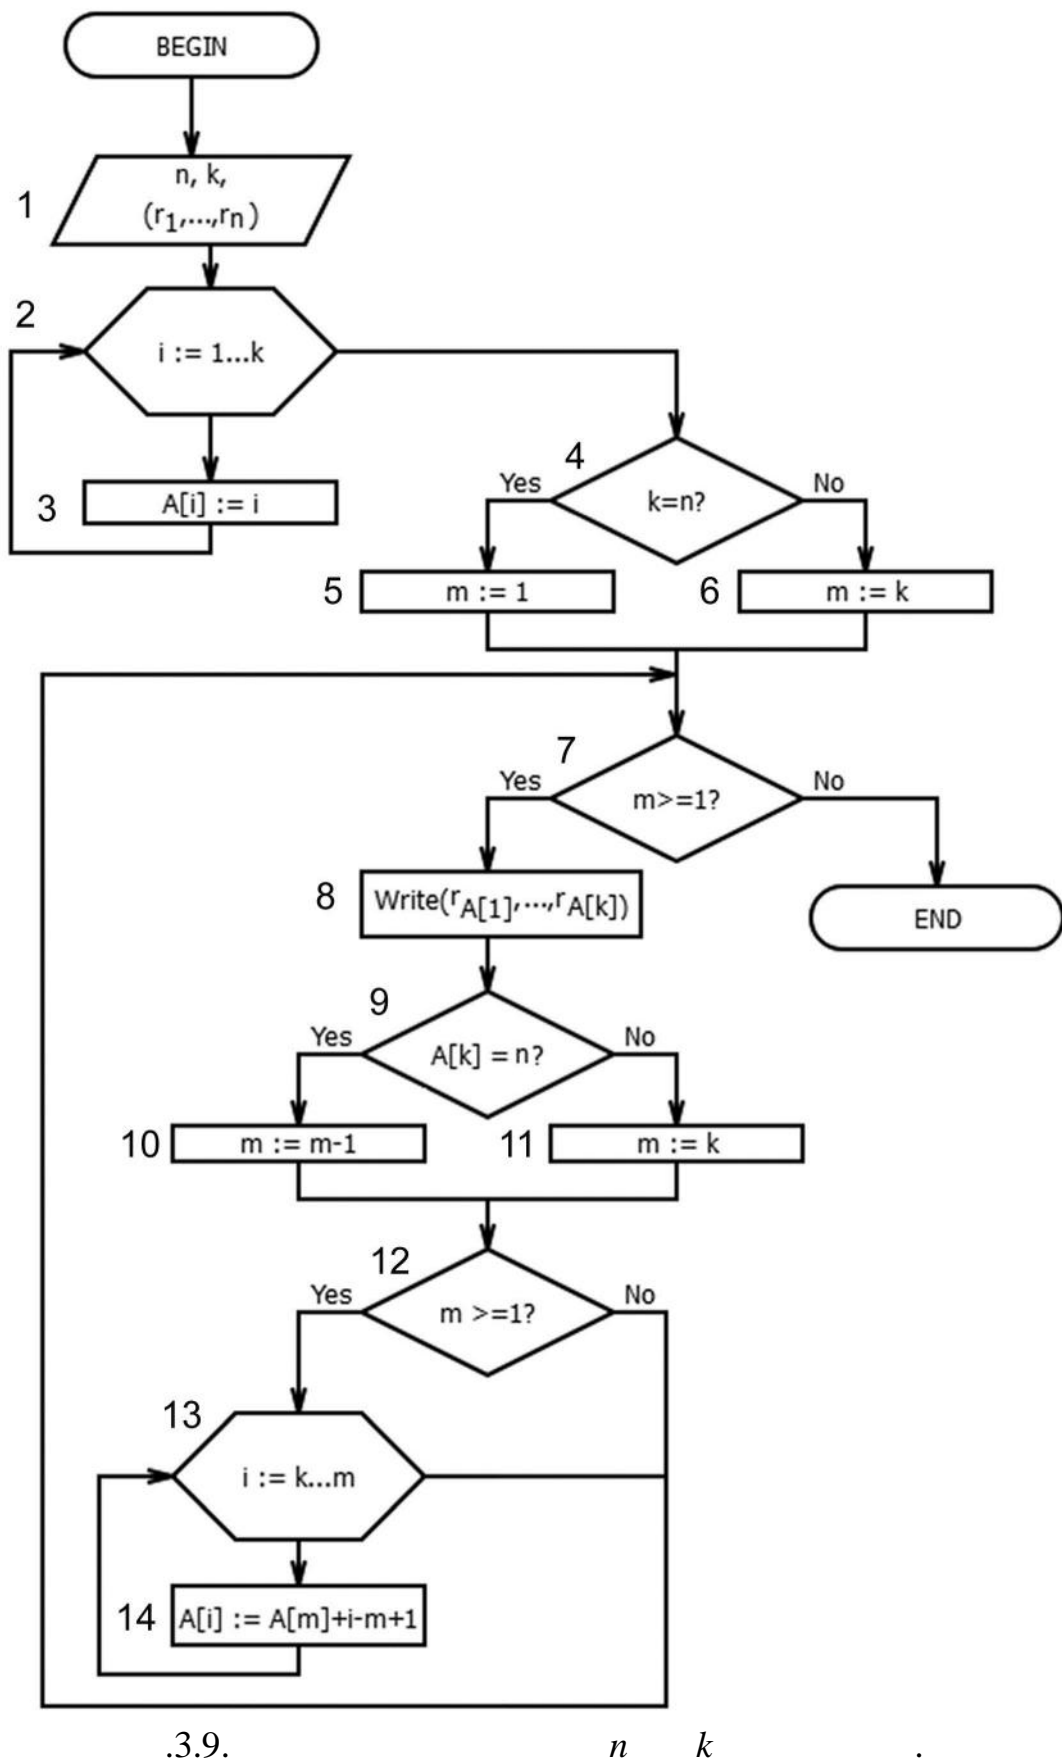 BEGIN
1
n, k,
(r1,...,rn)
2
i := 1...k
3
A[i] := i
4
Yes
k=n?
No
5
m := 1
6
m := k
7
Yes
m>=1?
No
8
Write(rA[1],...,rA[k])
END
9
Yes
A[k] = n?
No
10
m := m-1
11
m := k
12
Yes
m >=1?
No
13
i := k...m
14
A[i] := A[m]+i-m+1
.3.9. n k .